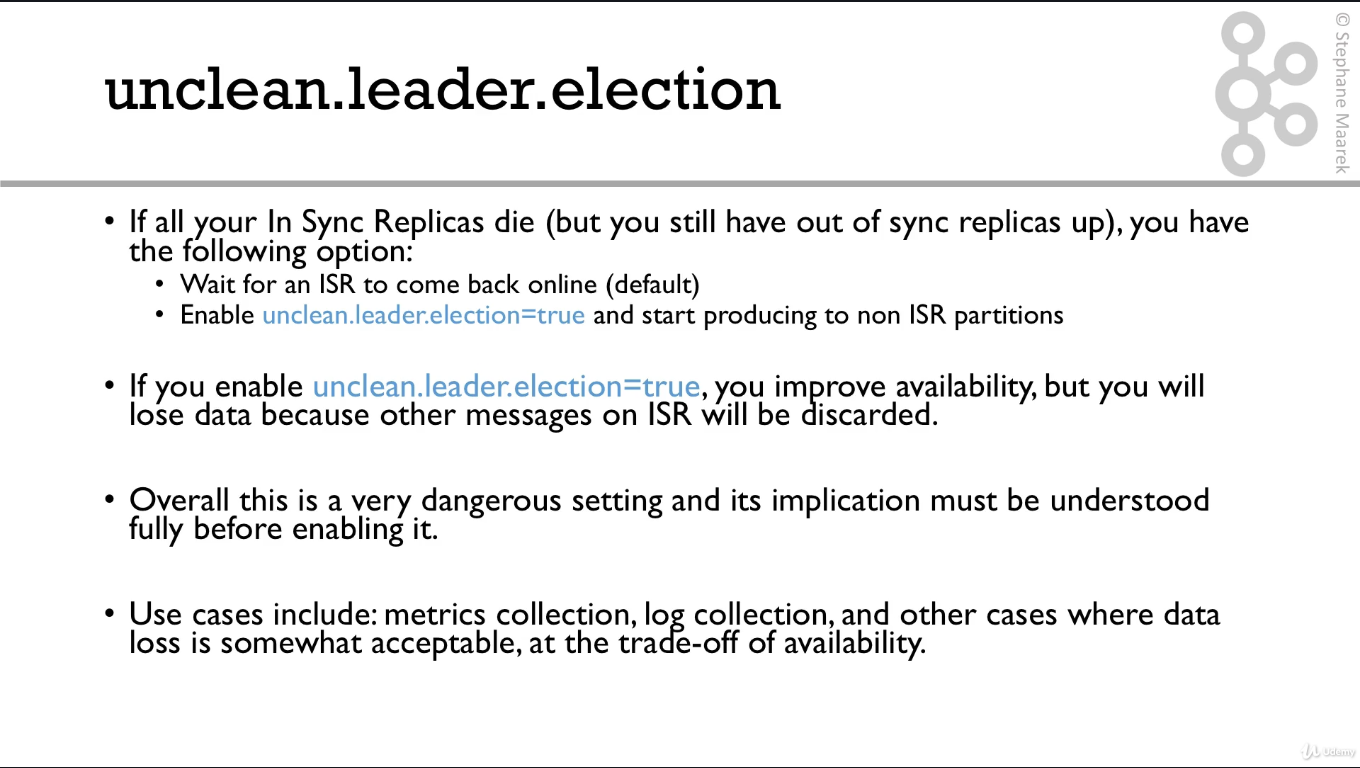 unclean.leader.election
© Stephane Maarek
• If all your In Sync Replicas die (but you still have out of sync replicas up), you have
the following option:
• Wait for an ISR to come back online (default)
• Enable unclean.leader.election=true and start producing to non ISR partitions
• If you enable unclean.leader.election=true, you improve availability, but you will
lose data because other messages on ISR will be discarded.
• Overall this is a very dangerous setting and its implication must be understood
fully before enabling it.
• Use cases include: metrics collection, log collection, and other cases where data
loss is somewhat acceptable, at the trade-off of availability.
Udemy